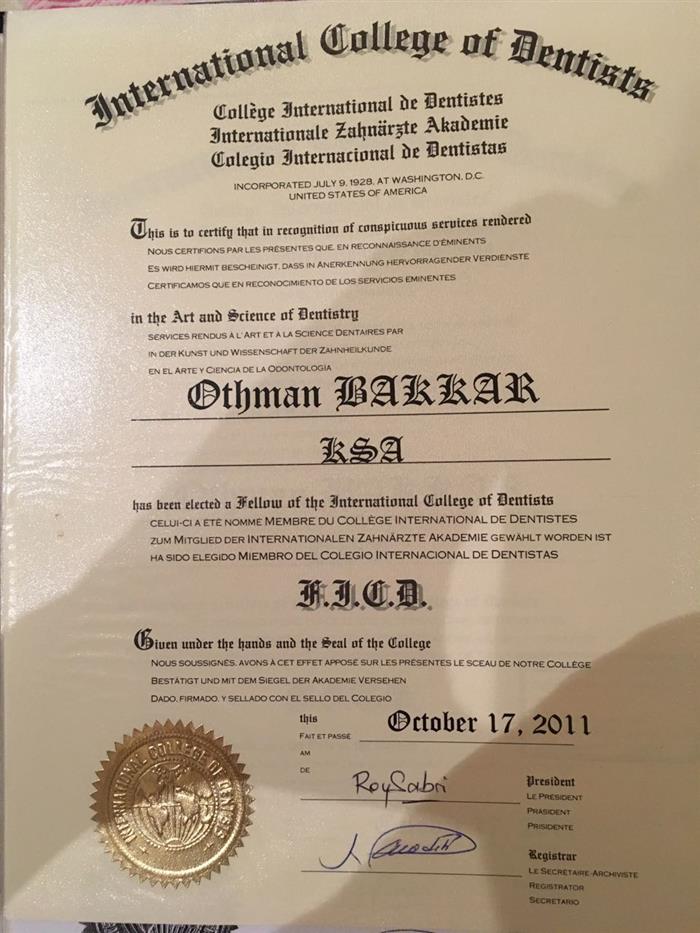 International College of Dentists
Collège International de Dentistes
Internationale Zahnärzte Akademie
Colegio Internacional de Dentistas
INCORPORATED JULY 9, 1928, AT WASHINGTON, D.C.
UNITED STATES OF AMERICA
This is to certify that in recognition of conspicuous services rendered
NOUS CERTIFIONS PAR LES PRÉSENTES QUE, EN RECONNAISSANCE D'ÉMINENTS
ES WIRD HIERMIT BESCHEINIGT, DASS IN ANERKENNUNG HERVORRAGENDER VERDIENSTE
CERTIFICAMOS QUE EN RECONOCIMIENTO DE LOS SERVICIOS EMINENTES
in the Art and Science of Dentistry
SERVICES RENDUS À L'ART ET À LA SCIENCE DENTAIRES PAR
IN DER KUNST UND WISSENSCHAFT DER ZAHNHEILKUNDE
EN EL ARTE Y CIENCIA DE LA ODONTOLOGIA
Othman BAKKAR
KSA
has been elected a Fellow of the International College of Dentists
CELUI-CI A ÉTÉ NOMMÉ MEMBRE DU COLLÈGE INTERNATIONAL DE DENTISTES
ZUM MITGLIED DER INTERNATIONALEN ZAHNÄRZTE AKADEMIE GEWÄHLT WORDEN IST
HA SIDO ELEGIDO MIEMBRO DEL COLEGIO INTERNACIONAL DE DENTISTAS
F.I.C.D.
Given under the hands and the Seal of the College
NOUS SOUSSIGNÉS, AVONS À CET EFFET APPOSÉ SUR LES PRÉSENTES LE SCEAU DE NOTRE COLLÈGE
BESTÄTIGT UND MIT DEM SIEGEL DER AKADEMIE VERSEHEN
DADO, FIRMADO, Y SELLADO CON EL SELLO DEL COLEGIO
this October 17, 2011
FAIT ET PASSÉ
AM
DE
Roy Sabri
President
LE PRÉSIDENT
PRÄSIDENT
PRISIDENTE
Registrar
LE SECRÉTAIRE-ARCHIVISTE
REGISTRATOR
SECRETARIO
INTERNATIONAL COLLEGE OF DENTISTS